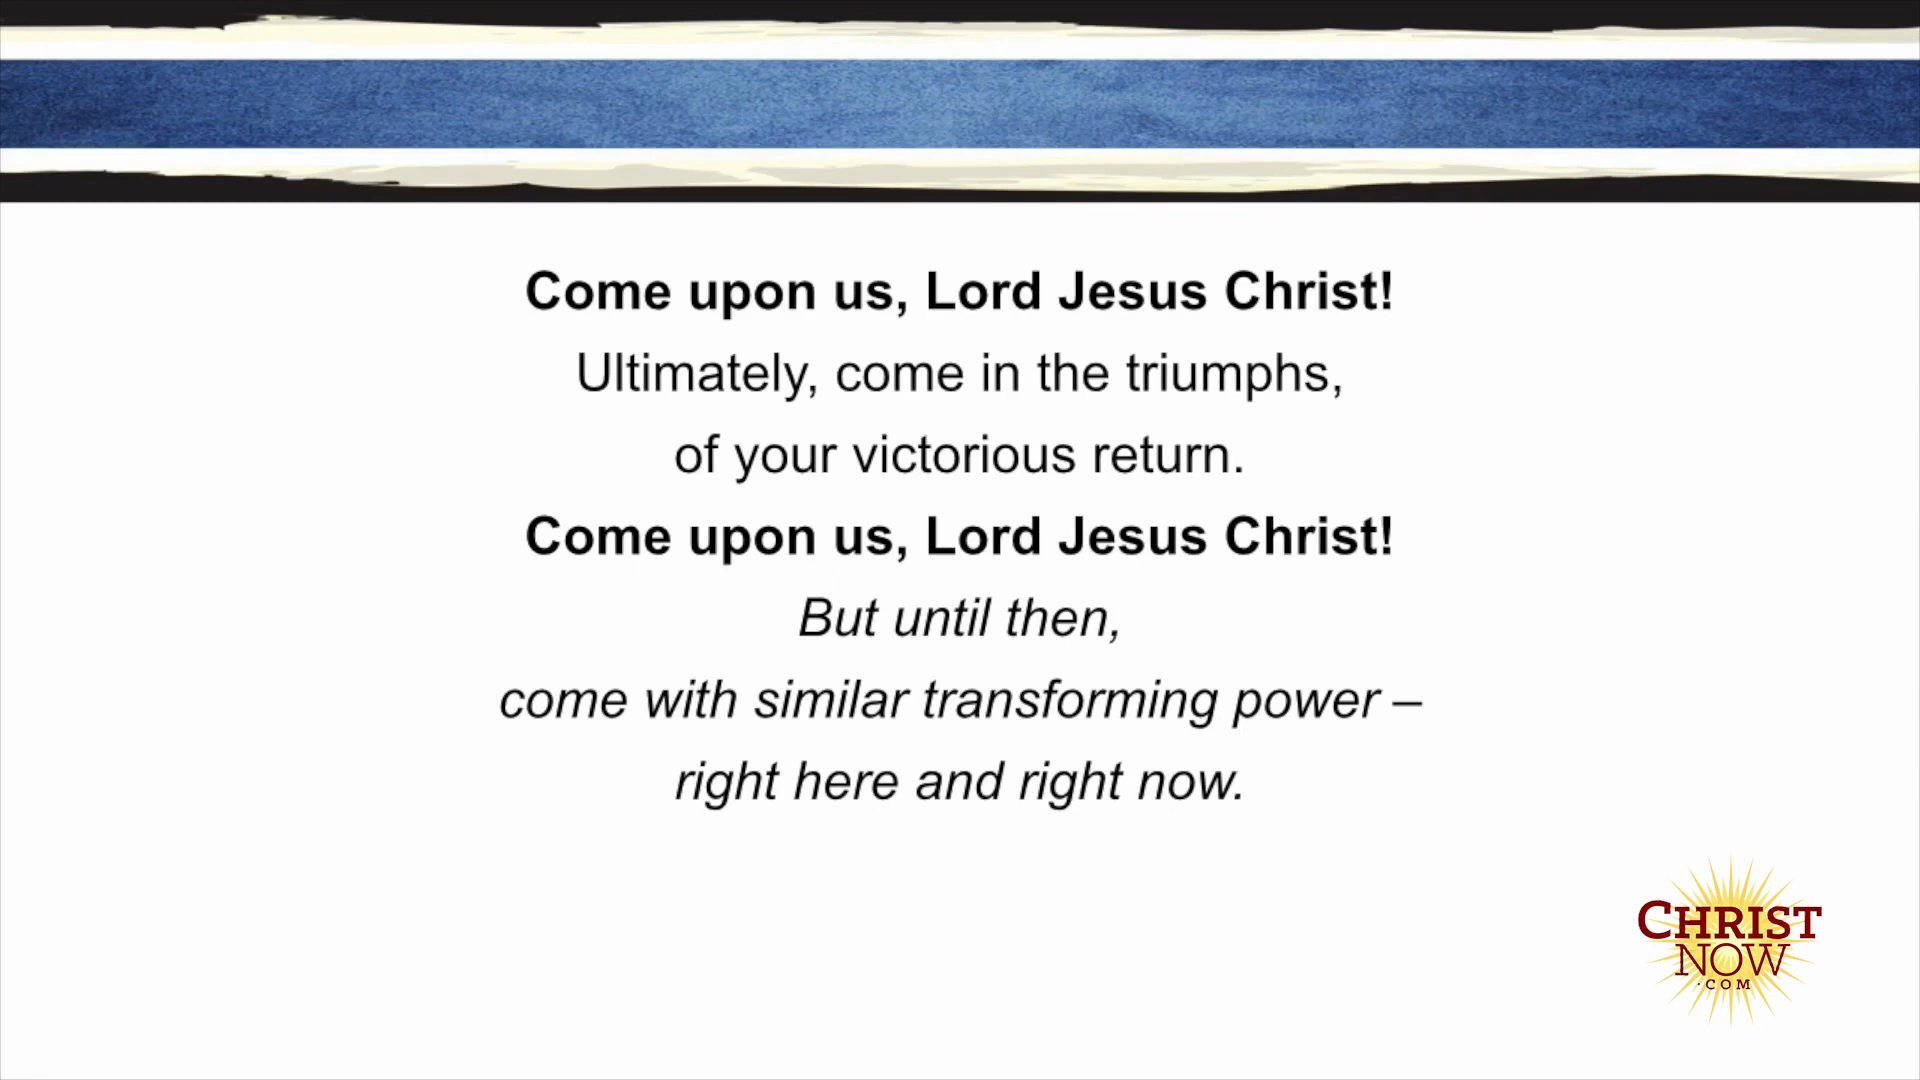 Come upon us, Lord Jesus Christ!
Ultimately, come in the triumphs,
of your victorious return.
Come upon us, Lord Jesus Christ!
But until then,
come with similar transforming power –
right here and right now.
CHRIST
NOW
.COM